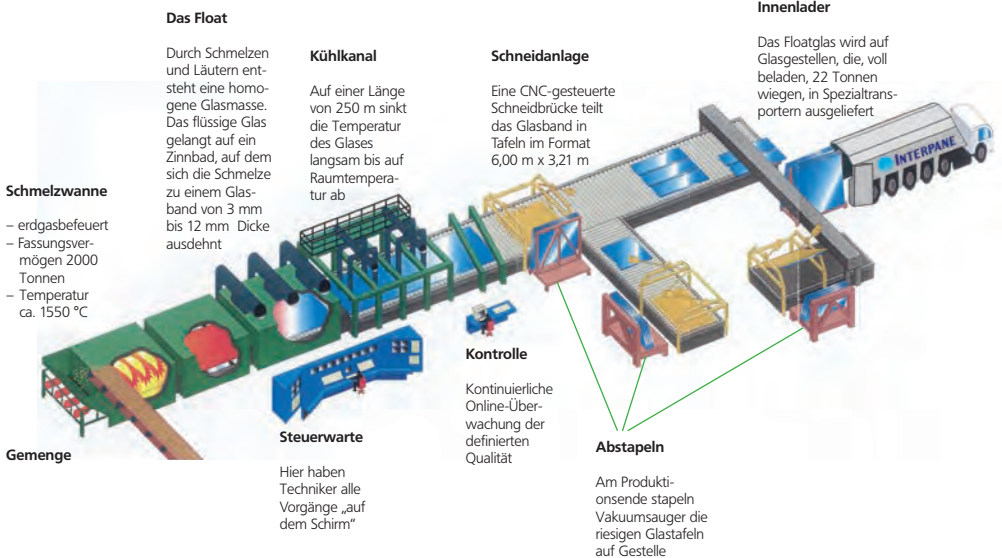 Das Float
Durch Schmelzen
und Läutern ent-
steht eine homo-
gene Glasmasse.
Das flüssige Glas
gelangt auf ein
Zinnbad, auf dem
sich die Schmelze
zu einem Glas-
band von 3 mm
bis 12 mm Dicke
ausdehnt
Kühlkanal
Auf einer Länge
von 250 m sinkt
die Temperatur
des Glases
langsam bis auf
Raumtempera-
tur ab
Schneidanlage
Eine CNC-gesteuerte
Schneidbrücke teilt
das Glasband in
Tafeln im Format
6,00 m x 3,21 m
Innenlader
Das Floatglas wird auf
Glasgestellen, die, voll
beladen, 22 Tonnen
wiegen, in Spezialtrans-
portern ausgeliefert
INTERPANE
Schmelzwanne
– erdgasbefeuert
– Fassungsver-
mögen 2000
Tonnen
– Temperatur
ca. 1550 °C
Gemenge
Steuerwarte
Hier haben
Techniker alle
Vorgänge „auf
dem Schirm“
Kontrolle
Kontinuierliche
Online-Über-
wachung der
definierten
Qualität
Abstapeln
Am Produkti-
onsende stapeln
Vakuumsauger die
riesigen Glastafeln
auf Gestelle